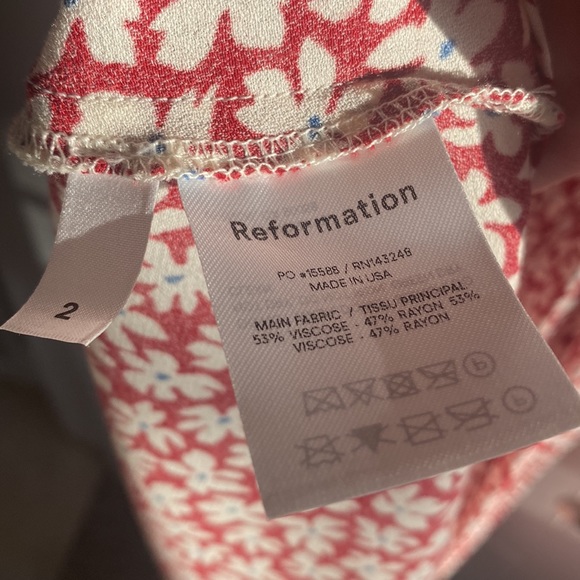 Reformation
PO #15588 / RN143248
MADE IN USA
MAIN FABRIC / TISSU PRINCIPAL
53% VISCOSE - 47% RAYON 53%
VISCOSE - 47% RAYON
2